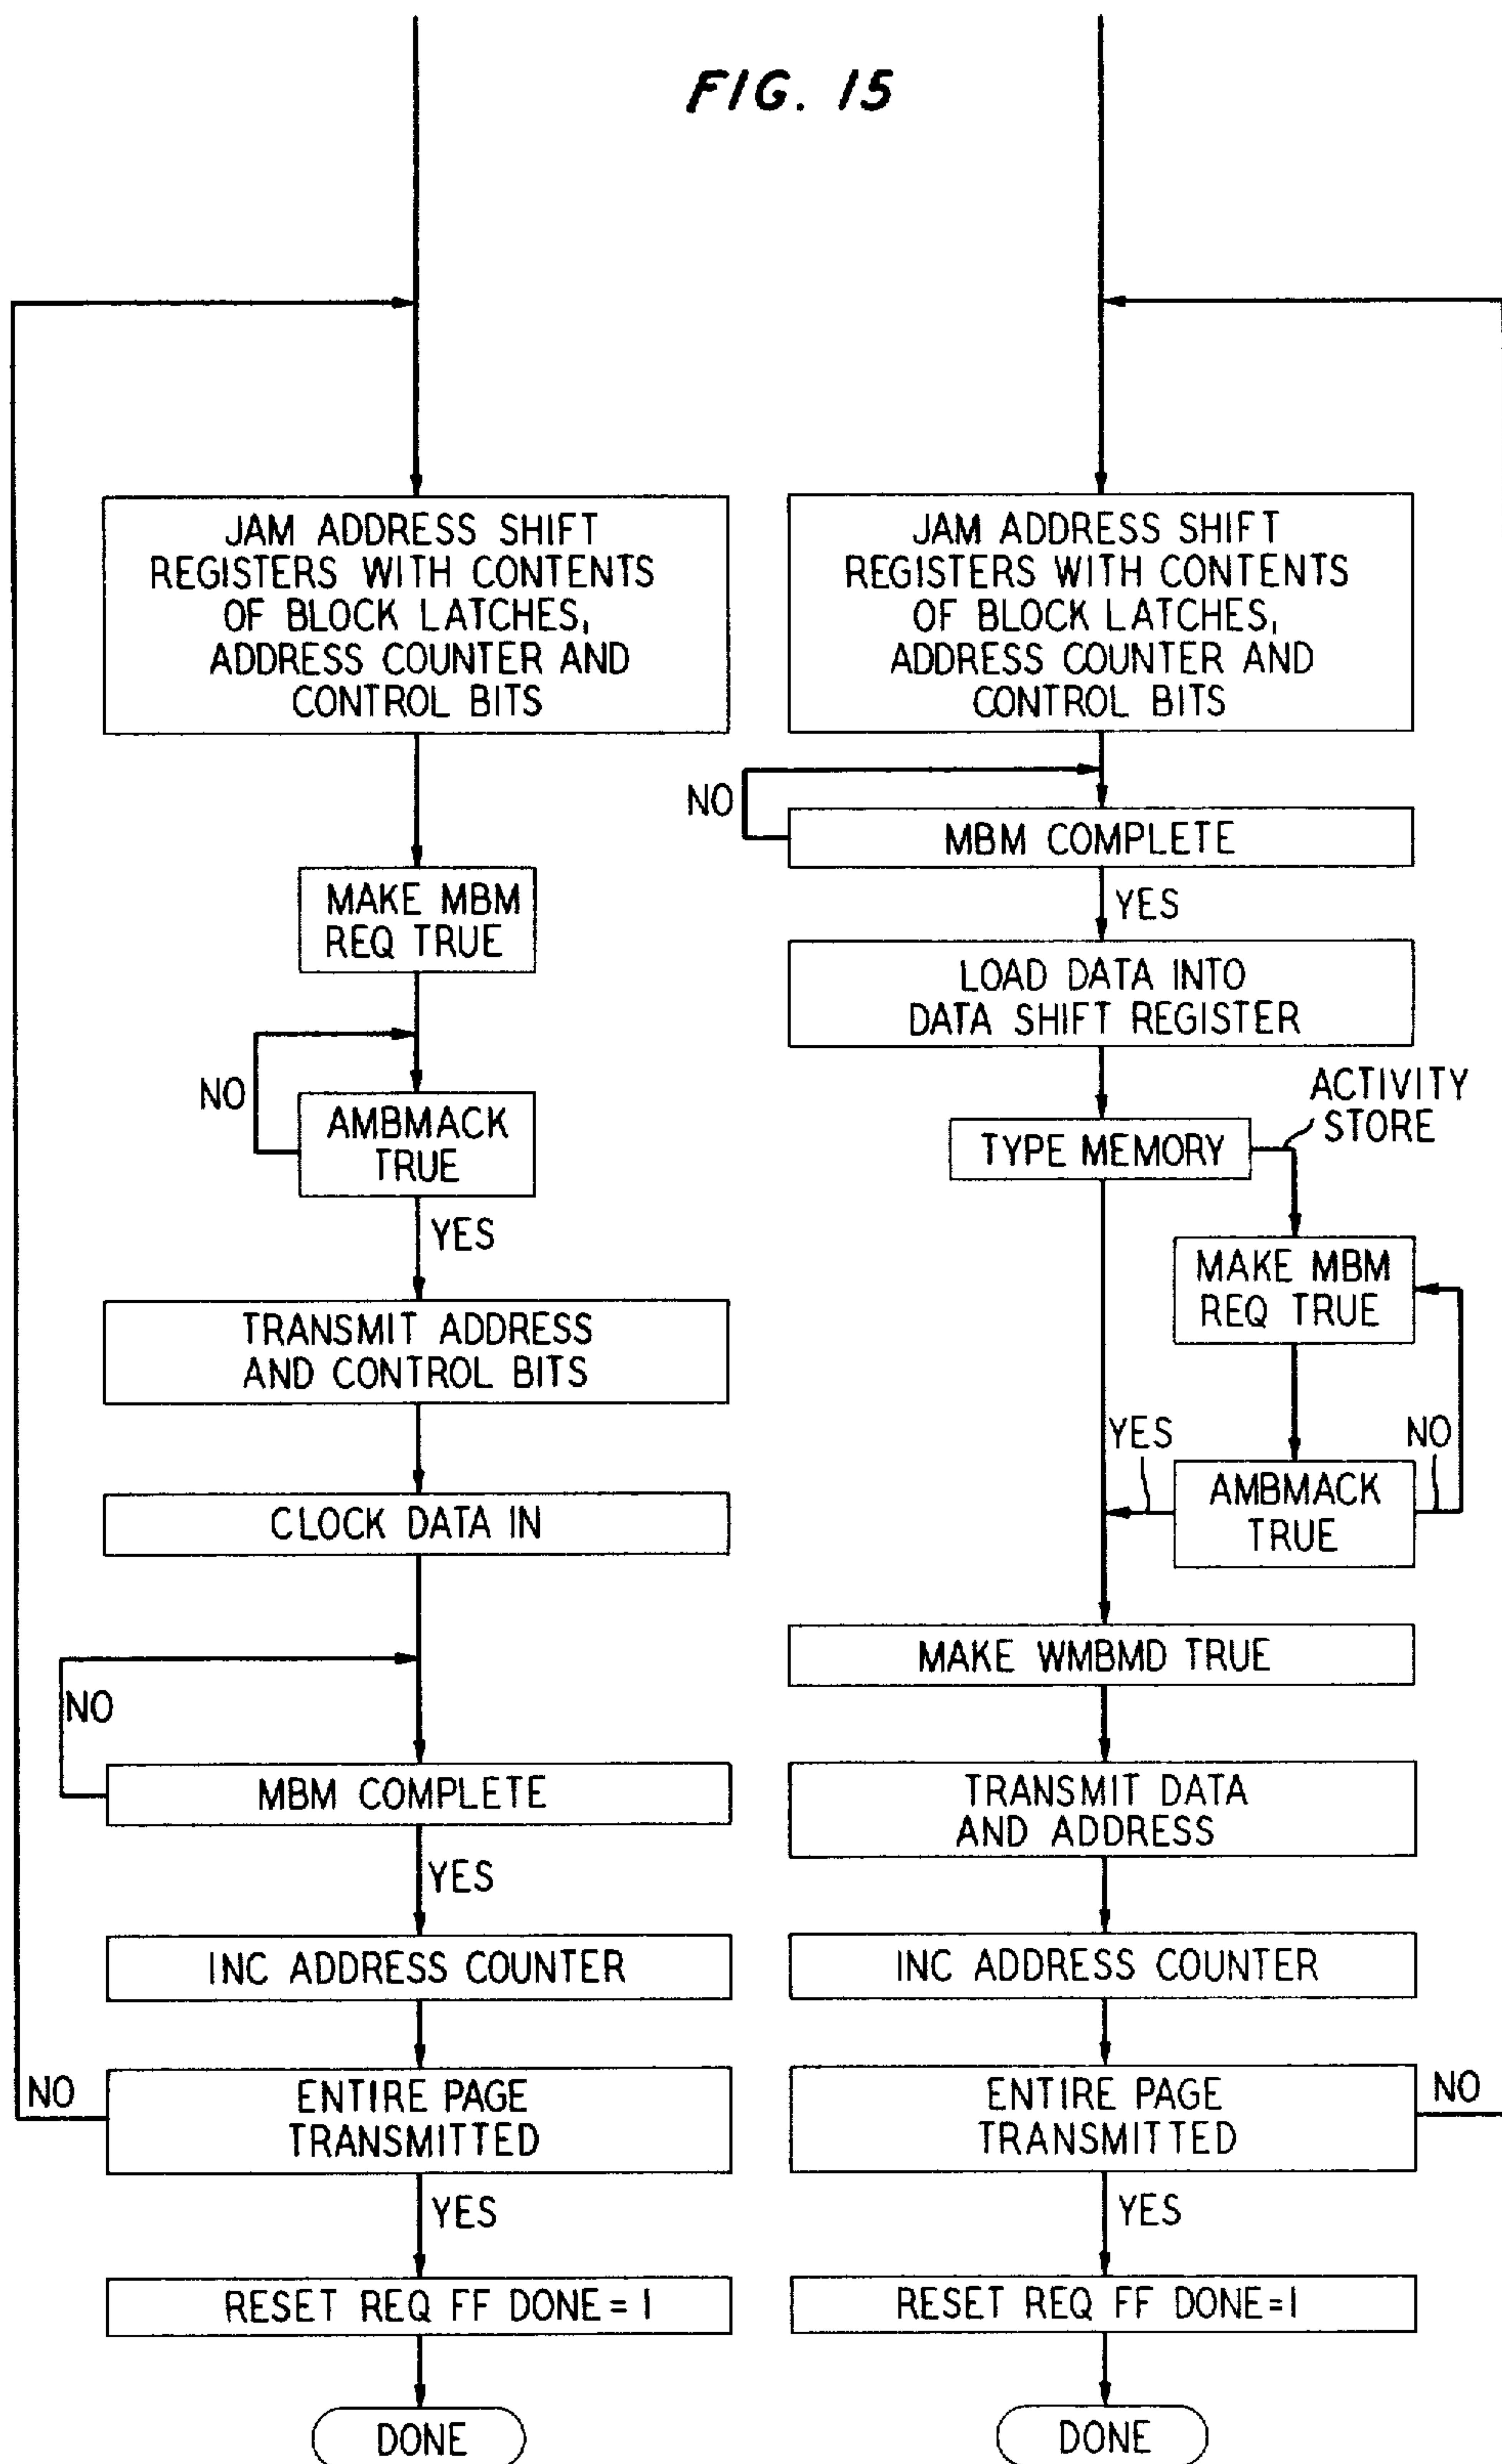 FIG. 15
JAM ADDRESS SHIFT
REGISTERS WITH CONTENTS
OF BLOCK LATCHES,
ADDRESS COUNTER AND
CONTROL BITS
MAKE MBM
REQ TRUE
NO
AMBMACK
TRUE
YES
TRANSMIT ADDRESS
AND CONTROL BITS
CLOCK DATA IN
NO
MBM COMPLETE
YES
INC ADDRESS COUNTER
NO
ENTIRE PAGE
TRANSMITTED
YES
RESET REQ FF DONE = 1
DONE
JAM ADDRESS SHIFT
REGISTERS WITH CONTENTS
OF BLOCK LATCHES,
ADDRESS COUNTER AND
CONTROL BITS
NO
MBM COMPLETE
YES
LOAD DATA INTO
DATA SHIFT REGISTER
ACTIVITY
STORE
TYPE MEMORY
MAKE MBM
REQ TRUE
YES
NO
AMBMACK
TRUE
MAKE WMBMD TRUE
TRANSMIT DATA
AND ADDRESS
INC ADDRESS COUNTER
ENTIRE PAGE
TRANSMITTED
NO
YES
RESET REQ FF DONE=1
DONE